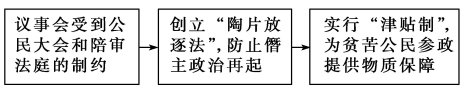 议事会受到公
民大会和陪审
法庭的制约
创立“陶片放
逐法”,防止僭
主政治再起
实行“津贴制”,
为贫苦公民参政
提供物质保障